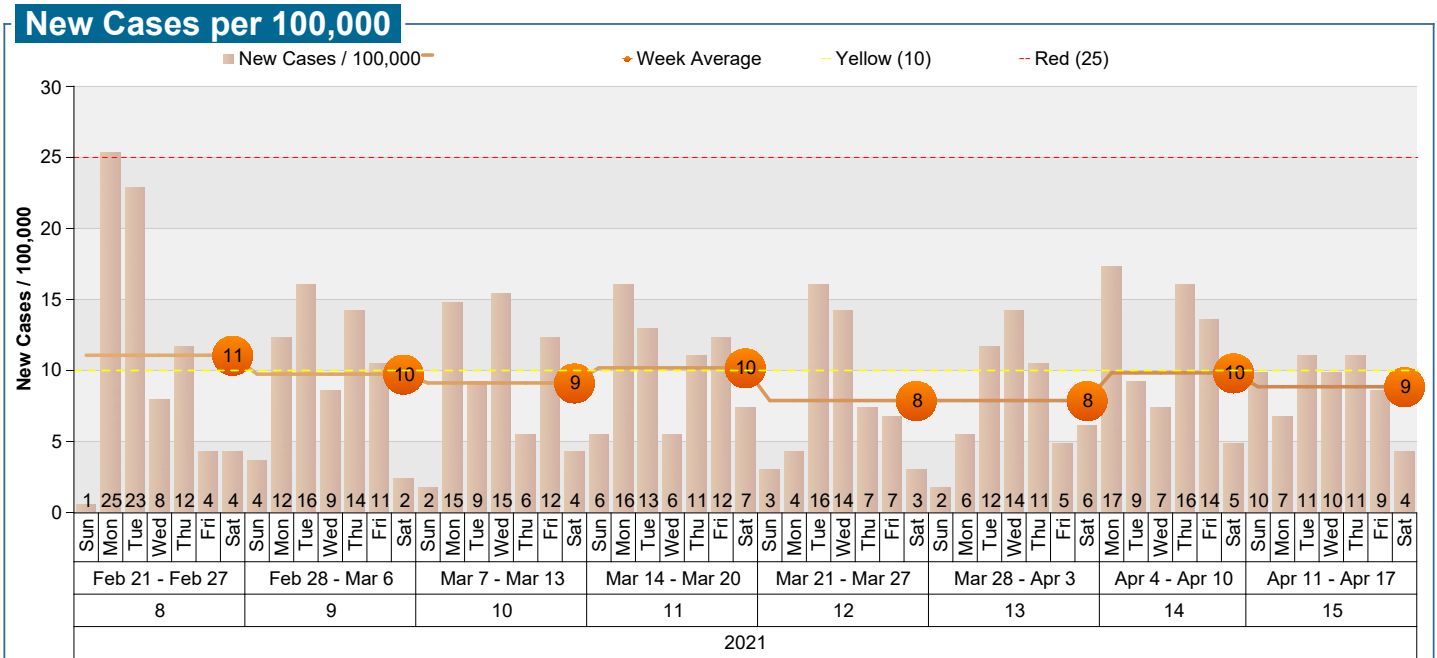 New Cases per 100,000
New Cases / 100,000 Week Average Yellow (10) Red (25)
New Cases / 100,000
30
25
20
15
10
5
0
11 10 9 10 8 8 10 9
1 25 23 8 12 4 4 4 12 16 9 14 11 2 2 15 9 15 6 12 4 6 16 13 6 11 12 7 3 4 16 14 7 7 3 2 6 12 14 11 5 6 17 9 7 16 14 5 10 7 11 10 11 9 4
Sun Mon Tue Wed Thu Fri Sat Sun Mon Tue Wed Thu Fri Sat Sun Mon Tue Wed Thu Fri Sat Sun Mon Tue Wed Thu Fri Sat Sun Mon Tue Wed Thu Fri Sat Sun Mon Tue Wed Thu Fri Sat Mon Tue Wed Thu Fri Sat Sun Mon Tue Wed Thu Fri Sat
Feb 21 - Feb 27 Feb 28 - Mar 6 Mar 7 - Mar 13 Mar 14 - Mar 20 Mar 21 - Mar 27 Mar 28 - Apr 3 Apr 4 - Apr 10 Apr 11 - Apr 17
8 9 10 11 12 13 14 15
2021